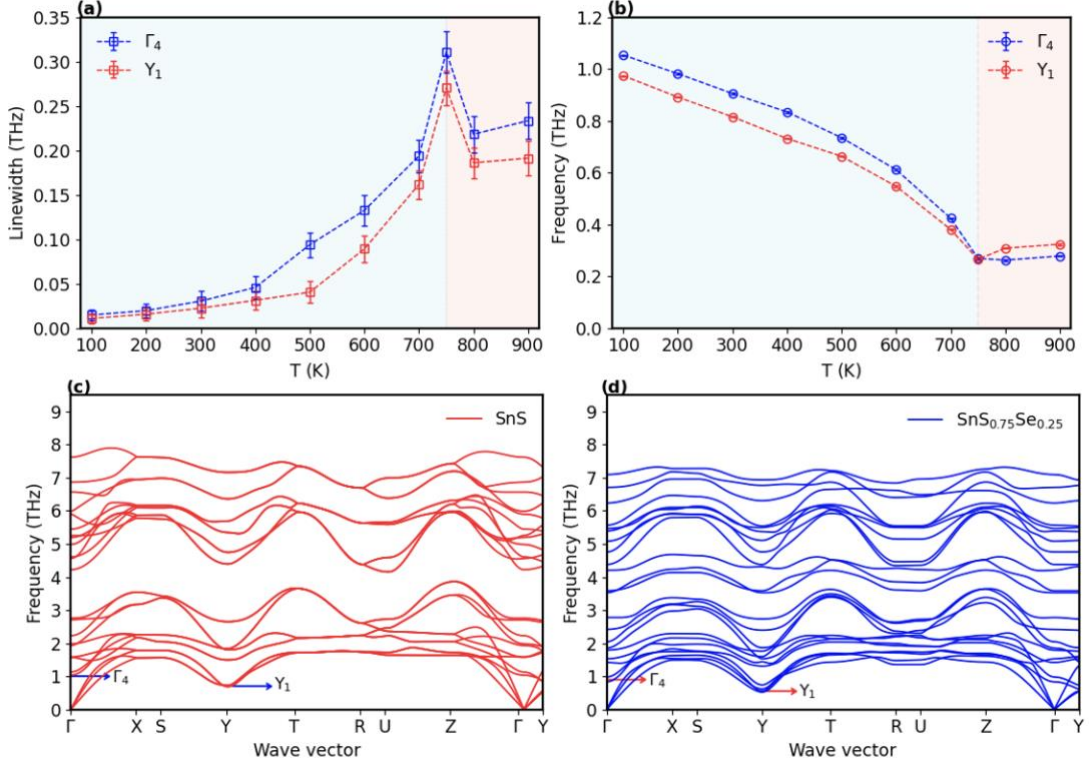 (a)
0.35
0.30
0.25
0.20
0.15
0.10
0.05
0.00
Linewidth (THz)
Γ₄
Y₁
100 200 300 400 500 600 700 800 900
T (K)
(b)
1.2
1.0
0.8
0.6
0.4
0.2
0.0
Frequency (THz)
Γ₄
Y₁
100 200 300 400 500 600 700 800 900
T (K)
(c)
9
8
7
6
5
4
3
2
1
0
Frequency (THz)
SnS
Γ₄
Y₁
Γ X S Y T R U Z Γ Y
Wave vector
(d)
9
8
7
6
5
4
3
2
1
0
Frequency (THz)
SnS₀.₇₅Se₀.₂₅
Γ₄
Y₁
Γ X S Y T R U Z Γ Y
Wave vector